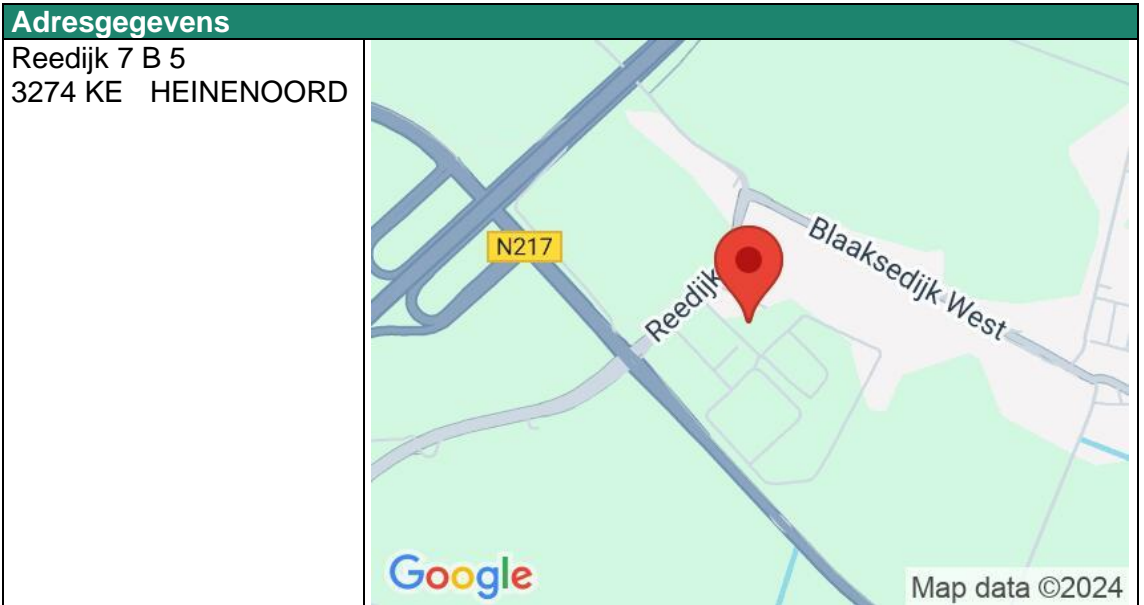 Adresgegevens
Reedijk 7 B 5
3274 KE HEINENOORD
N217
Blaaksedijk West
Reedijk
Google
Map data ©2024